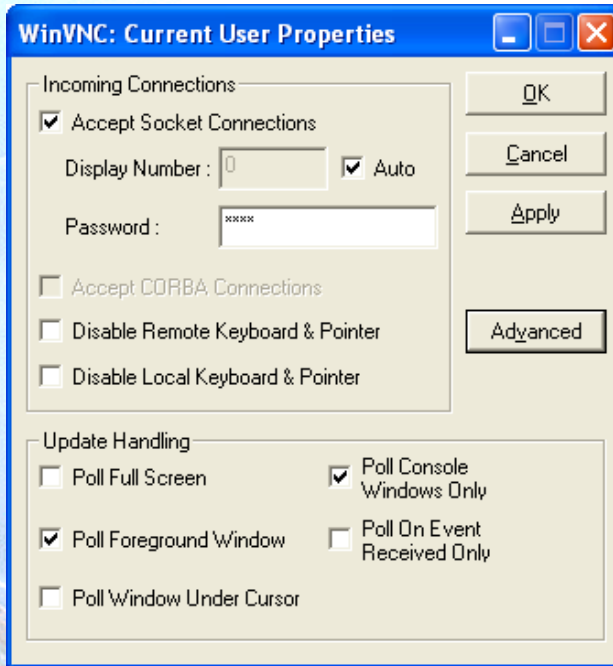 WinVNC: Current User Properties
Incoming Connections
OK
Accept Socket Connections
Cancel
Display Number : 0 Auto
Apply
Password : ****
Accept CORBA Connections
Disable Remote Keyboard & Pointer
Advanced
Disable Local Keyboard & Pointer
Update Handling
Poll Full Screen
Poll Console
Windows Only
Poll Foreground Window
Poll On Event
Received Only
Poll Window Under Cursor